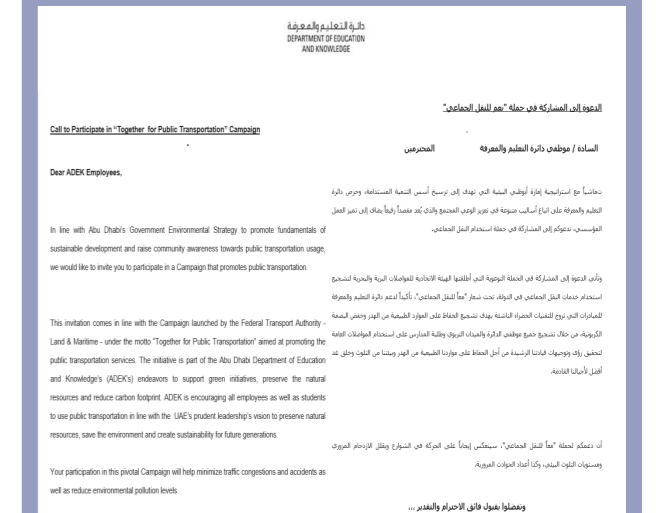 دائرة التعليم والمعرفة
DEPARTMENT OF EDUCATION
AND KNOWLEDGE
Call to Participate in "Together for Public Transportation" Campaign
Dear ADEK Employees,
In line with Abu Dhabi's Government Environmental Strategy to promote fundamentals of
sustainable development and raise community awareness towards public transportation usage,
we would like to invite you to participate in a Campaign that promotes public transportation.
This invitation comes in line with the Campaign launched by the Federal Transport Authority -
Land & Maritime - under the motto "Together for Public Transportation" aimed at promoting the
public transportation services. The initiative is part of the Abu Dhabi Department of Education
and Knowledge's (ADEK's) endeavors to support green initiatives, preserve the natural
resources and reduce carbon footprint. ADEK is encouraging all employees as well as students
to use public transportation in line with the UAE's prudent leadership's vision to preserve natural
resources, save the environment and create sustainability for future generations.
Your participation in this pivotal Campaign will help minimize traffic congestions and accidents as
well as reduce environmental pollution levels.
الدعوة إلى المشاركة في حملة "نعم للنقل الجماعي"
السادة / موظفي دائرة التعليم والمعرفة المحترمين
تماشياً مع استراتيجية إمارة أبوظبي البيئية التي تهدف إلى ترسيخ أسس التنمية المستدامة، وحرص دائرة
التعليم والمعرفة على اتباع أساليب متنوعة في تعزيز الوعي المجتمع والذي يُعد مقصداً رفيعاً يضاف إلى تميز العمل
المؤسسي، ندعوكم إلى المشاركة في حملة استخدام النقل الجماعي.
وتأتي الدعوة إلى المشاركة في الحملة التوعوية التي أطلقتها الهيئة الاتحادية للمواصلات البرية والبحرية لتشجيع
استخدام خدمات النقل الجماعي في الدولة، تحت شعار "معاً للنقل الجماعي"، تأكيداً لدعم دائرة التعليم والمعرفة
للمبادرات التي تروج للتقنيات الخضراء الناشئة بهدف تشجيع الحفاظ على الموارد الطبيعية من الهدر وخفض البصمة
الكربونية، من خلال تشجيع جميع موظفي الدائرة والميدان التربوي وطلبة المدارس على استخدام المواصلات العامة
لتحقيق رؤى وتوجيهات قيادتنا الرشيدة من أجل الحفاظ على مواردنا الطبيعية من الهدر وبيئتنا من التلوث وخلق غد
أفضل لأجيالنا القادمة.
أن دعمكم لحملة "معاً للنقل الجماعي"، سينعكس إيجاباً على الحركة في الشوارع ويقلل الازدحام المروري
ومستويات التلوث البيئي، وكذا أعداد الحوادث المرورية.
وتفضلوا بقبول فائق الاحترام والتقدير ...